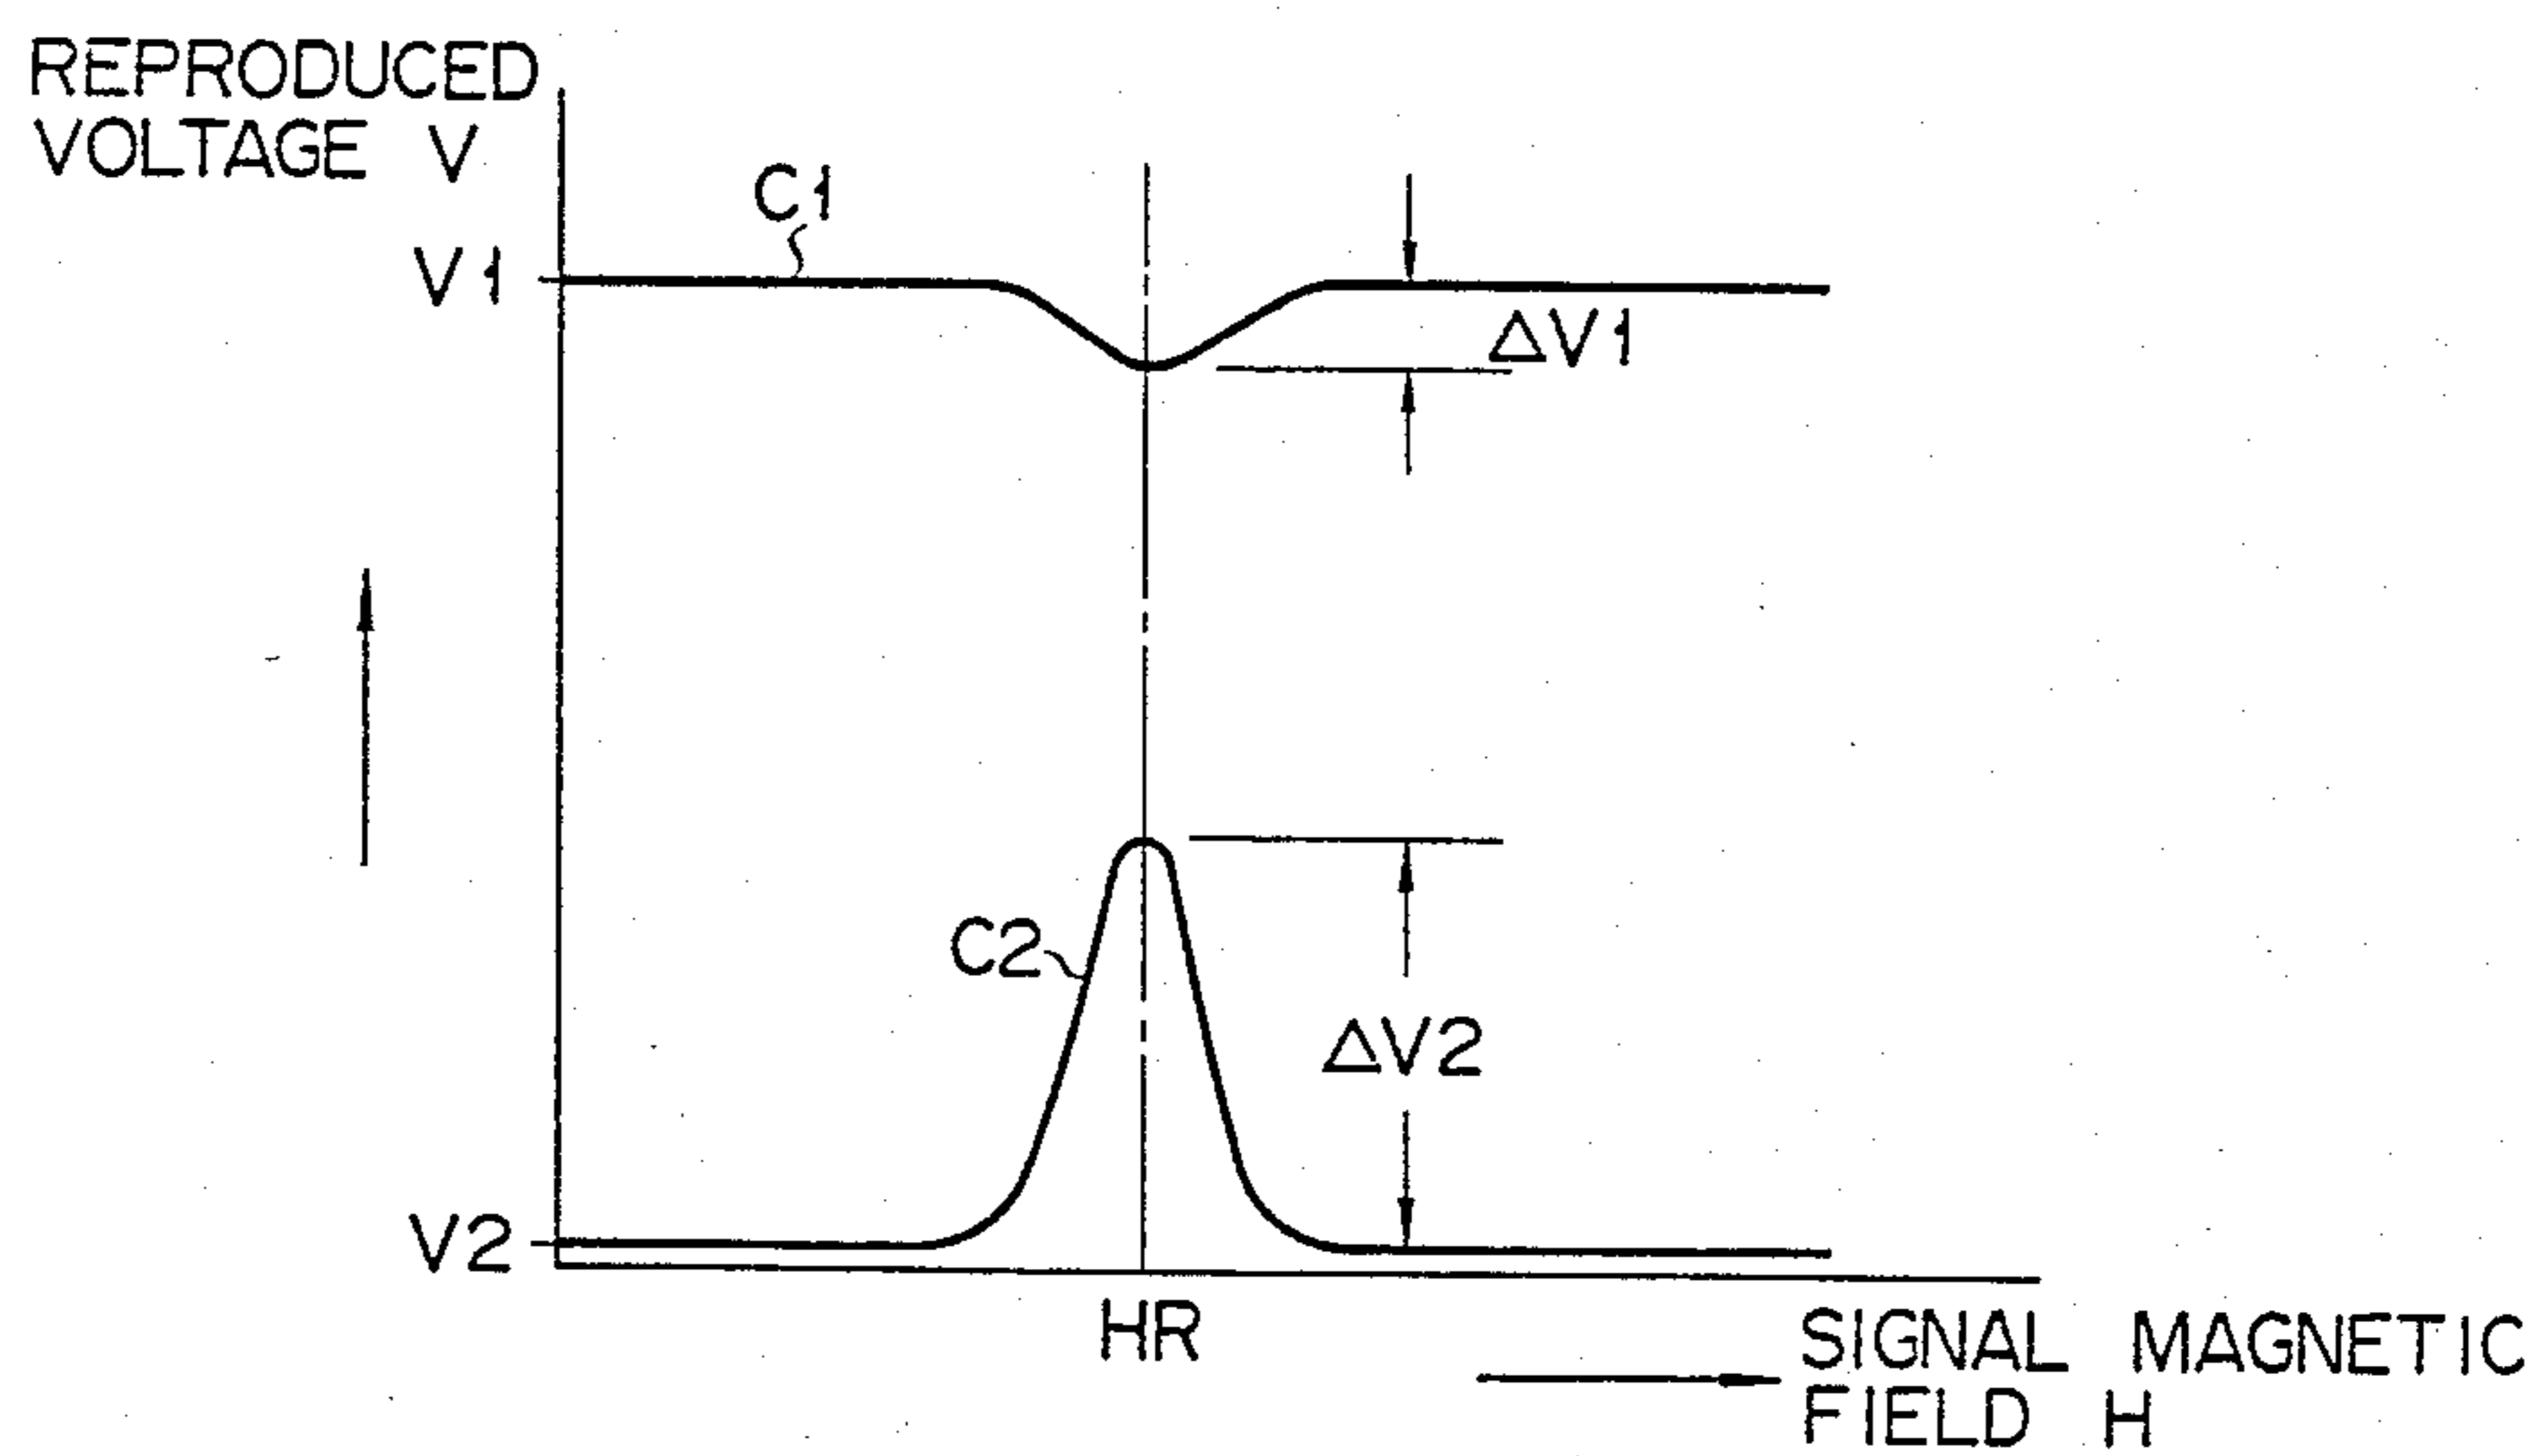 REPRODUCED
VOLTAGE V
C1
V1
ΔV1
C2
ΔV2
V2
HR
SIGNAL MAGNETIC
FIELD H